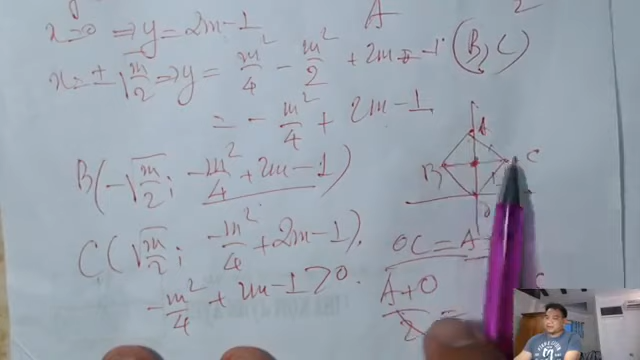 x=0 ⇒ y = 2m-1
x = ± √(m/2) ⇒ y = m²/4 - m²/2 + 2m - 1 (B, C)
= - m²/4 + 2m-1
B(-√(m/2); -m²/4 + 2m-1)
C(√(m/2); -m²/4 + 2m-1).
-m²/4 + 2m-1 > 0.
A
2
A
B
C
OC = A
A+O
2
=
C